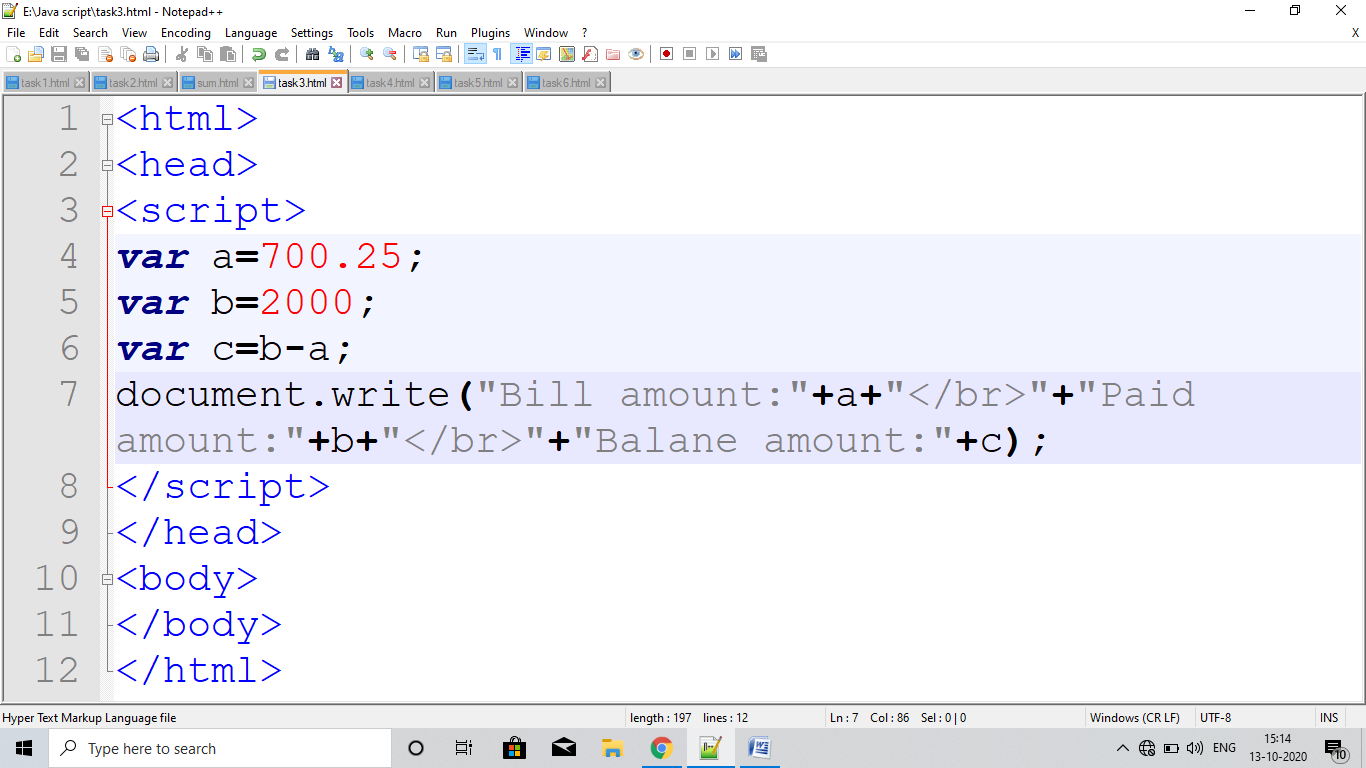 E:\Java script\task3.html - Notepad++
File Edit Search View Encoding Language Settings Tools Macro Run Plugins Window ? X
task1.html task2.html sum.html task3.html task4.html task5.html task6.html
1 <html>
2 <head>
3 <script>
4 var a=700.25;
5 var b=2000;
6 var c=b-a;
7 document.write("Bill amount:"+a+"</br>"+"Paid
amount:"+b+"</br>"+"Balane amount:"+c);
8 </script>
9 </head>
10 <body>
11 </body>
12 </html>
Hyper Text Markup Language file length : 197 lines : 12 Ln : 7 Col : 86 Sel : 0 | 0 Windows (CR LF) UTF-8 INS
Type here to search ENG 15:14
13-10-2020 10